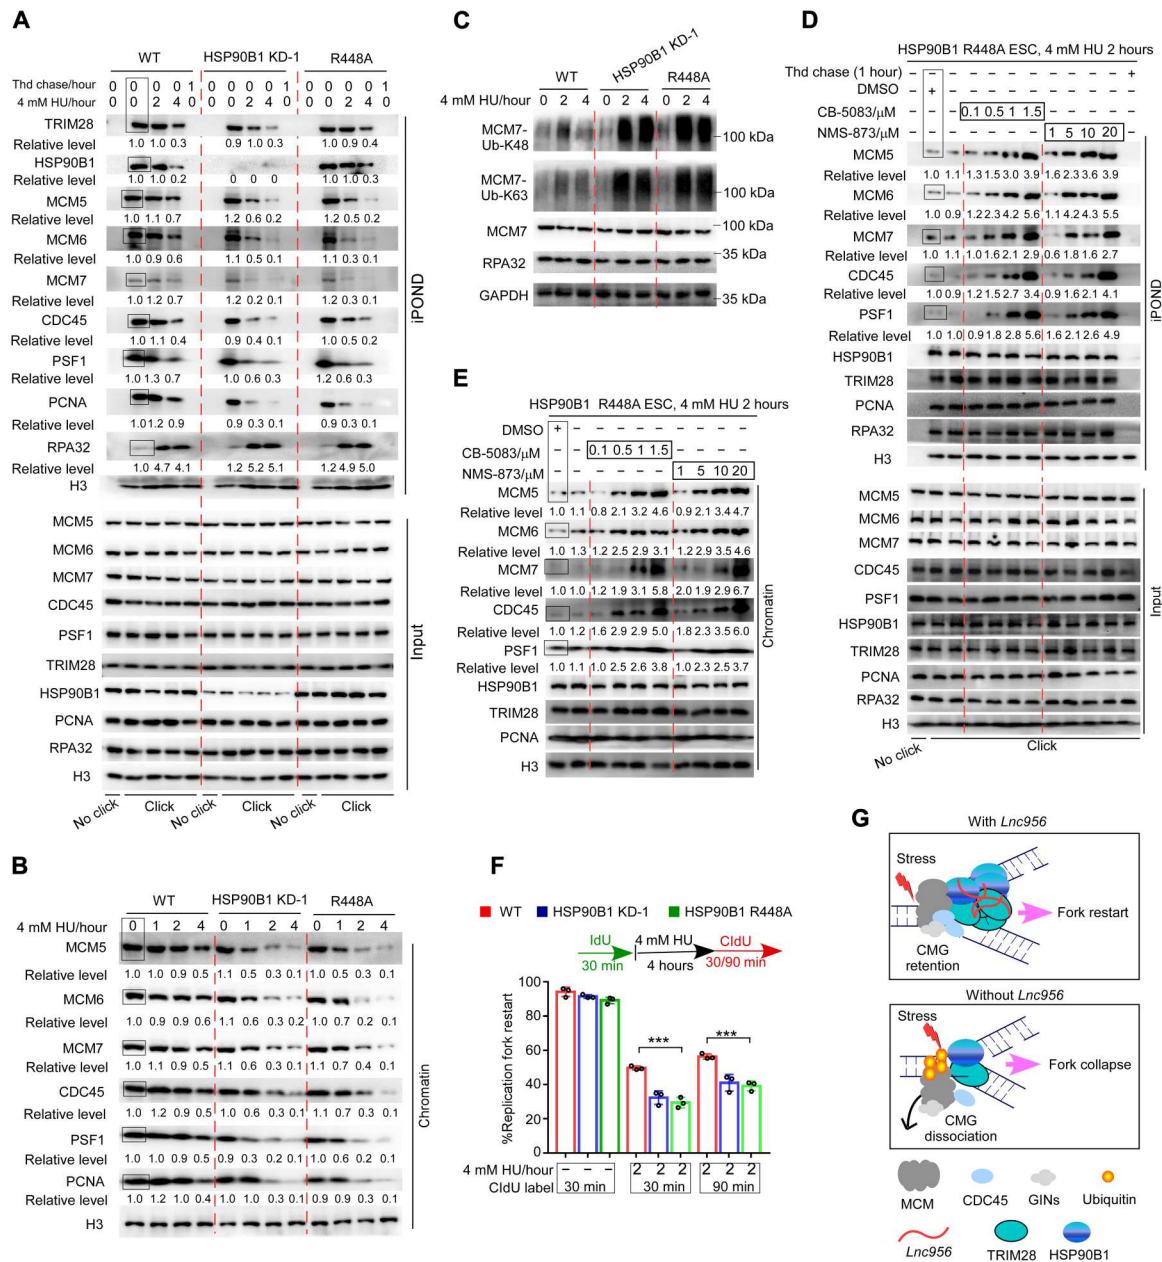 A
WT HSP90B1 KD-1 R448A
Thd chase/hour 0 0 0 0 1 0 0 0 0 1 0 0 0 0 1
4 mM HU/hour 0 0 2 4 0 0 0 2 4 0 0 0 2 4 0
TRIM28
Relative level 1.0 1.0 0.3 0.9 1.0 0.3 1.0 0.9 0.4
HSP90B1
Relative level 1.0 1.0 0.2 0 0 0 1.0 1.0 0.3
MCM5
Relative level 1.0 1.1 0.7 1.2 0.6 0.2 1.2 0.5 0.2
MCM6
Relative level 1.0 0.9 0.6 1.1 0.5 0.1 1.1 0.3 0.1
MCM7
Relative level 1.0 1.2 0.7 1.2 0.2 0.1 1.2 0.3 0.1
CDC45
Relative level 1.0 1.1 0.4 0.9 0.4 0.1 1.0 0.5 0.2
PSF1
Relative level 1.0 1.3 0.7 1.0 0.6 0.3 1.2 0.6 0.3
PCNA
Relative level 1.0 1.2 0.9 0.9 0.3 0.1 0.9 0.3 0.1
RPA32
Relative level 1.0 4.7 4.1 1.2 5.2 5.1 1.2 4.9 5.0
H3
iPOND
MCM5
MCM6
MCM7
CDC45
PSF1
TRIM28
HSP90B1
PCNA
RPA32
H3
Input
No click Click No click Click No click Click
B
WT HSP90B1 KD-1 R448A
4 mM HU/hour 0 1 2 4 0 1 2 4 0 1 2 4
MCM5
Relative level 1.0 1.0 0.9 0.5 1.1 0.5 0.3 0.1 1.0 0.5 0.3 0.1
MCM6
Relative level 1.0 0.9 0.9 0.6 1.1 0.6 0.3 0.2 1.0 0.7 0.2 0.1
MCM7
Relative level 1.1 1.0 1.1 0.6 1.1 0.6 0.3 0.1 1.1 0.7 0.4 0.1
CDC45
Relative level 1.0 1.2 0.9 0.5 1.0 0.6 0.3 0.1 1.1 0.7 0.3 0.1
PSF1
Relative level 1.0 1.0 0.9 0.5 0.9 0.3 0.2 0.1 1.0 0.6 0.2 0.1
PCNA
Relative level 1.0 1.2 1.0 0.4 1.0 1.0 0.3 0.1 0.9 0.9 0.3 0.1
H3
Chromatin
C
WT HSP90B1 KD-1 R448A
4 mM HU/hour 0 2 4 0 2 4 0 2 4
MCM7-
Ub-K48
100 kDa
MCM7-
Ub-K63
100 kDa
MCM7
100 kDa
RPA32
35 kDa
GAPDH
35 kDa
D
HSP90B1 R448A ESC, 4 mM HU 2 hours
Thd chase (1 hour) – – – – – – – – – – – +
DMSO – + – – – – – – – – – –
CB-5083/μM – – – 0.1 0.5 1 1.5 – – – – –
NMS-873/μM – – – – – – – 1 5 10 20 –
MCM5
Relative level 1.0 1.1 1.3 1.5 3.0 3.9 1.6 2.3 3.6 3.9
MCM6
Relative level 1.0 0.9 1.2 2.3 4.2 5.6 1.1 4.2 4.3 5.5
MCM7
Relative level 1.0 1.1 1.0 1.6 2.1 2.9 0.6 1.8 1.6 2.7
CDC45
Relative level 1.0 0.9 1.2 1.5 2.7 3.4 0.9 1.6 2.1 4.1
PSF1
Relative level 1.0 1.0 0.9 1.8 2.8 5.6 1.6 2.1 2.6 4.9
HSP90B1
TRIM28
PCNA
RPA32
H3
iPOND
MCM5
MCM6
MCM7
CDC45
PSF1
HSP90B1
TRIM28
PCNA
RPA32
H3
Input
No click Click
E
HSP90B1 R448A ESC, 4 mM HU 2 hours
DMSO + – – – – – – – – –
CB-5083/μM – – 0.1 0.5 1 1.5 – – – –
NMS-873/μM – – – – – – 1 5 10 20
MCM5
Relative level 1.0 1.1 0.8 2.1 3.2 4.6 0.9 2.1 3.4 4.7
MCM6
Relative level 1.0 1.3 1.2 2.5 2.9 3.1 1.2 2.9 3.5 4.6
MCM7
Relative level 1.0 1.0 1.2 1.9 3.1 5.8 2.0 1.9 2.9 6.7
CDC45
Relative level 1.0 1.2 1.6 2.9 2.9 5.0 1.8 2.3 3.5 6.0
PSF1
Relative level 1.0 1.1 1.0 2.5 2.6 3.8 1.0 2.3 2.5 3.7
HSP90B1
TRIM28
PCNA
H3
Chromatin
F
WT HSP90B1 KD-1 HSP90B1 R448A
IdU 4 mM HU CldU
30 min 4 hours 30/90 min
%Replication fork restart
100
80
60
40
20
0
*** ***
4 mM HU/hour – – – 2 2 2 2 2 2
CldU label 30 min 30 min 90 min
G
With Lnc956
Stress
Fork restart
CMG
retention
Without Lnc956
Stress
Fork collapse
CMG
dissociation
MCM CDC45 GINs Ubiquitin
Lnc956 TRIM28 HSP90B1